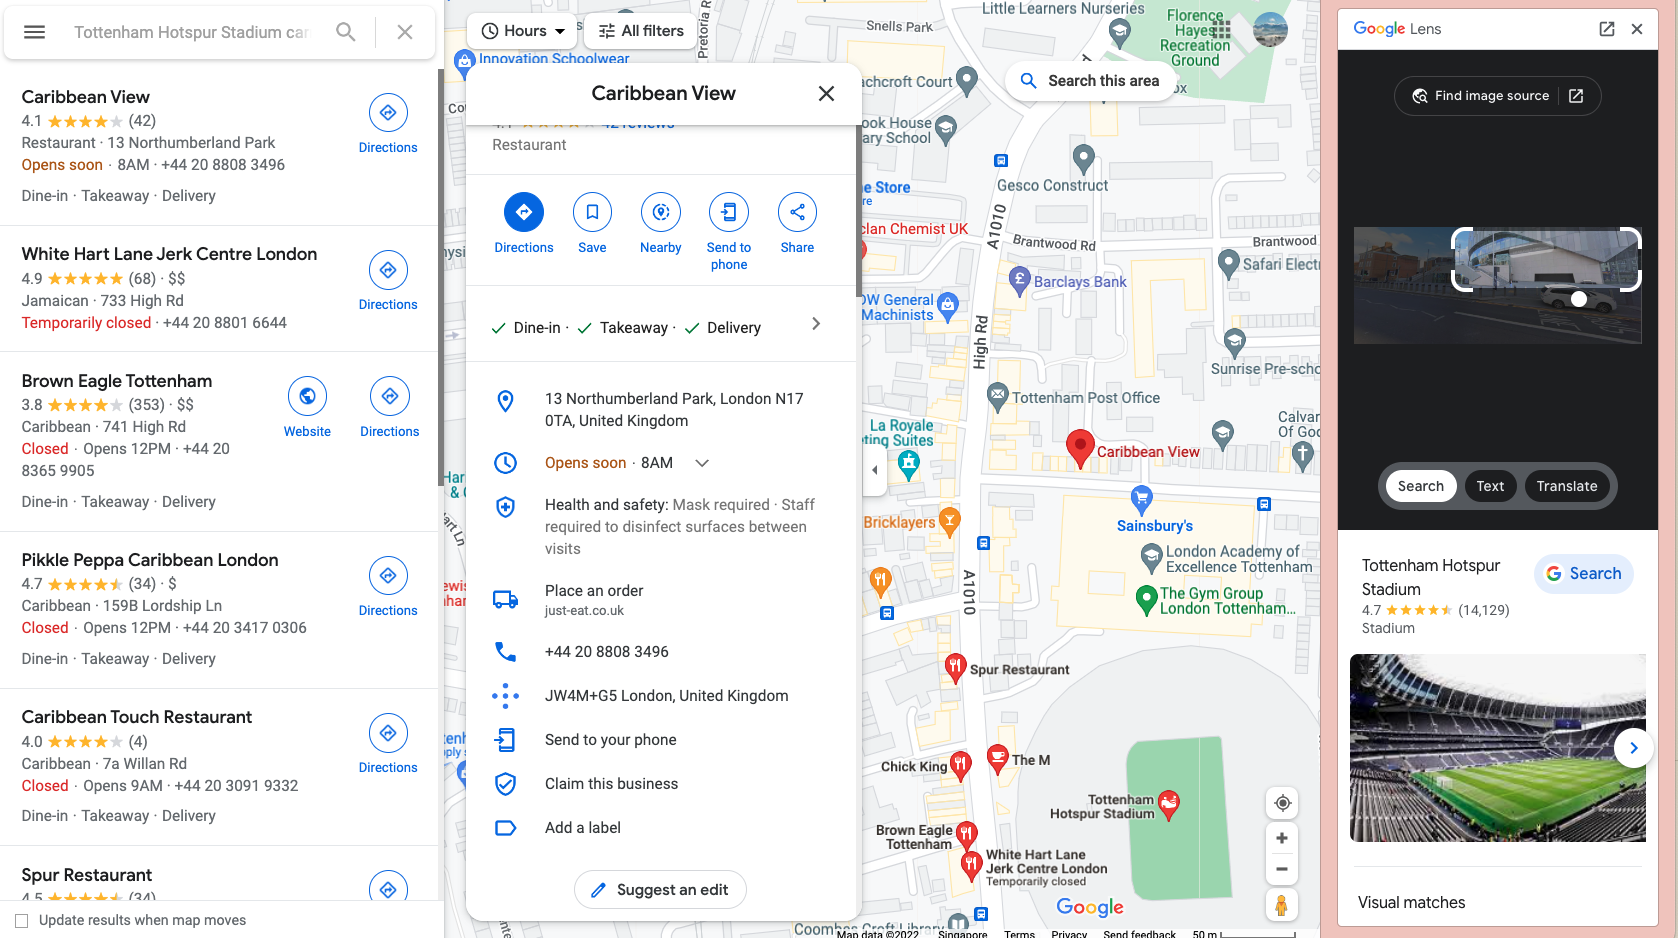 Tottenham Hotspur Stadium car
Caribbean View
4.1 (42)
Restaurant · 13 Northumberland Park
Opens soon · 8AM · +44 20 8808 3496
Dine-in · Takeaway · Delivery
Directions
White Hart Lane Jerk Centre London
4.9 (68) · $$
Jamaican · 733 High Rd
Temporarily closed · +44 20 8801 6644
Directions
Brown Eagle Tottenham
3.8 (353) · $$
Caribbean · 741 High Rd
Closed · Opens 12PM · +44 20
8365 9905
Dine-in · Takeaway · Delivery
Website
Directions
Pikkle Peppa Caribbean London
4.7 (34) · $
Caribbean · 159B Lordship Ln
Closed · Opens 12PM · +44 20 3417 0306
Dine-in · Takeaway · Delivery
Directions
Caribbean Touch Restaurant
4.0 (4)
Caribbean · 7a Willan Rd
Closed · Opens 9AM · +44 20 3091 9332
Dine-in · Takeaway · Delivery
Directions
Spur Restaurant
4.5 (34)
Update results when map moves
Hours
All filters
Caribbean View
4.1 42 reviews
Restaurant
Directions
Save
Nearby
Send to
phone
Share
Dine-in · Takeaway · Delivery
13 Northumberland Park, London N17
0TA, United Kingdom
Opens soon · 8AM
Health and safety: Mask required · Staff
required to disinfect surfaces between
visits
Place an order
just-eat.co.uk
+44 20 8808 3496
JW4M+G5 London, United Kingdom
Send to your phone
Claim this business
Add a label
Suggest an edit
Innovation Schoolwear
Pretoria R
Snells Park
Little Learners Nurseries
Florence
Hayes
Recreation
Ground
Search this area
achcroft Court
ook House
ary School
Gesco Construct
e Store
re
clan Chemist UK
A1010
Brantwood Rd
Brantwood
Safari Electr
Barclays Bank
OW General
Machinists
High Rd
Sunrise Pre-scho
Tottenham Post Office
La Royale
ting Suites
Calvar
Of God
Caribbean View
Sainsbury's
Bricklayers
London Academy of
Excellence Tottenham
A1010
The Gym Group
London Tottenham...
Spur Restaurant
Chick King
The M
Tottenham
Hotspur Stadium
Brown Eagle
Tottenham
White Hart Lane
Jerk Centre London
Temporarily closed
Google
Coombes Croft Library
Map data ©2022 Singapore Terms Privacy Send feedback 50 m
Google Lens
Find image source
Search
Text
Translate
Tottenham Hotspur
Stadium
4.7 (14,129)
Stadium
Search
Visual matches